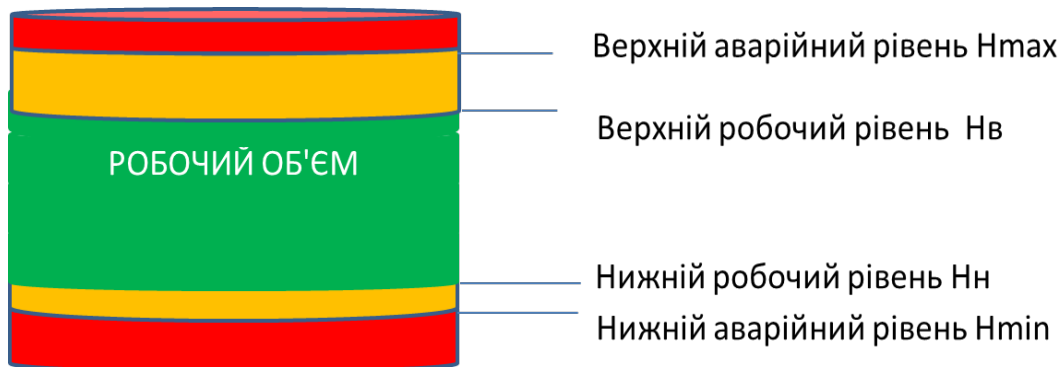 Верхній аварійний рівень Hmax
Верхній робочий рівень Нв
РОБОЧИЙ ОБ'ЄМ
Нижній робочий рівень Нн
Нижній аварійний рівень Hmin